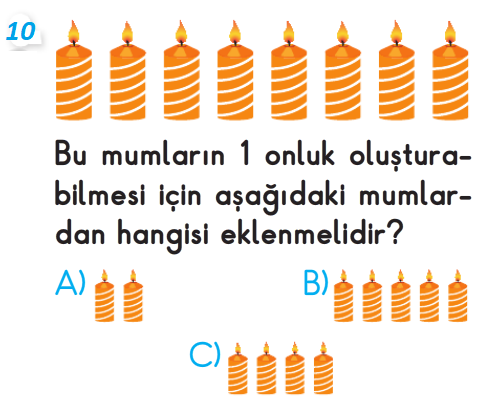 10
Bu mumların 1 onluk oluştura-
bilmesi için aşağıdaki mumlar-
dan hangisi eklenmelidir?
A) B)
C)